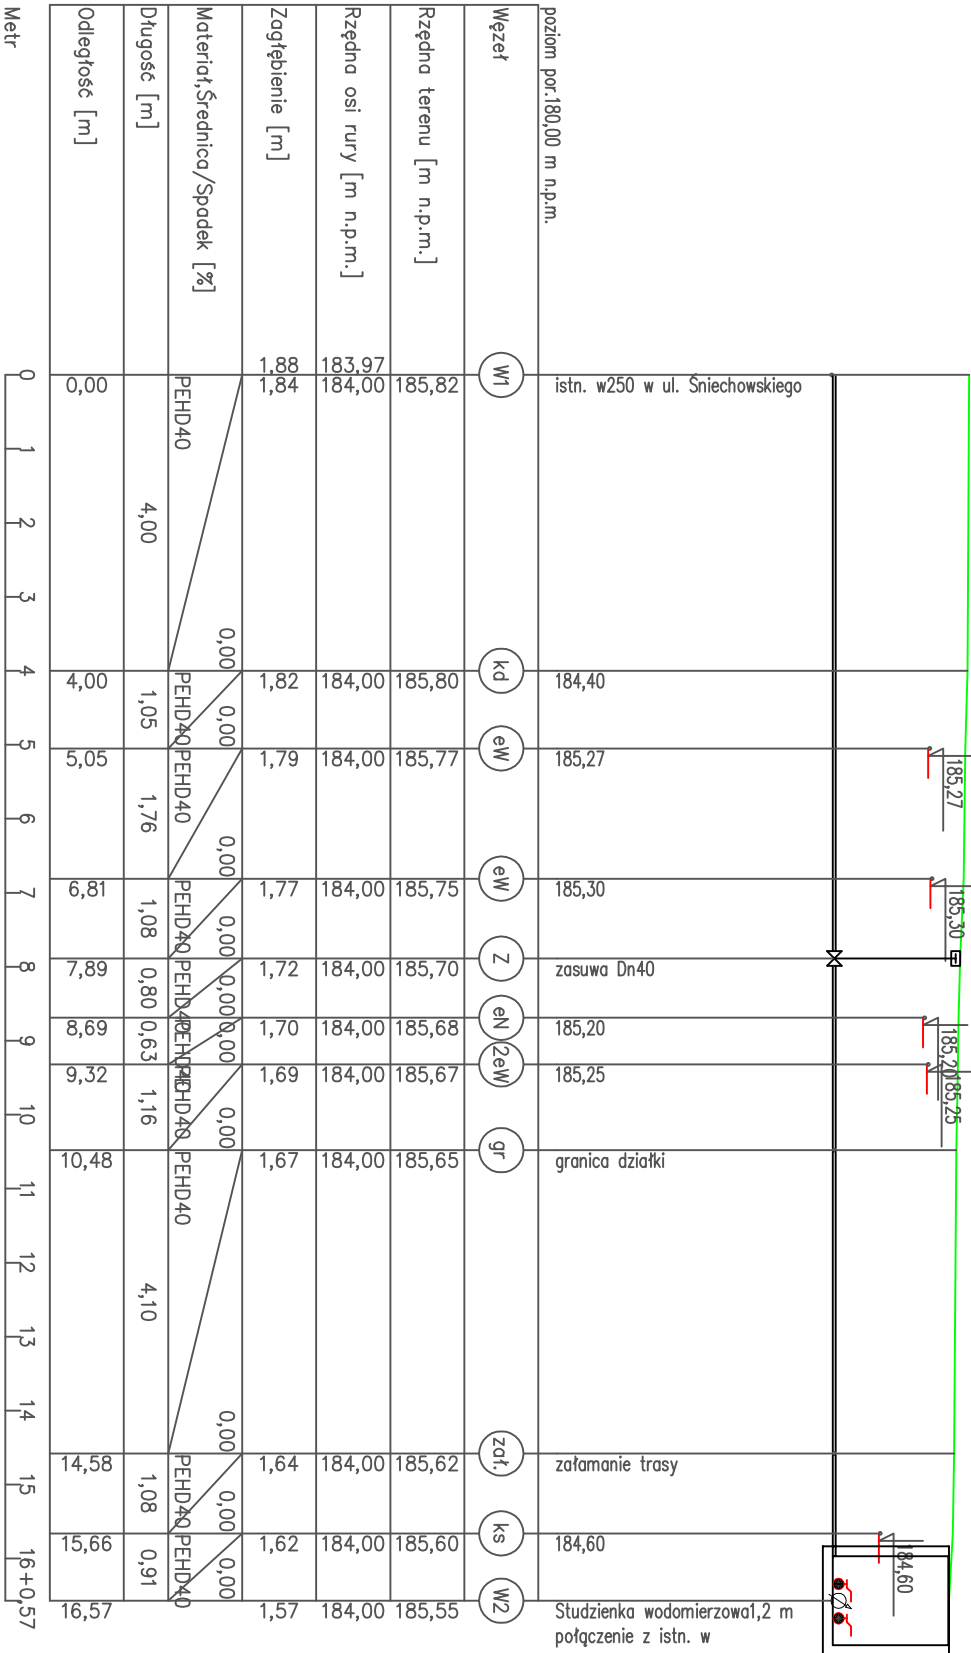 poziom por.180,00 m n.p.m.
Węzeł
W1
kd
eW
eW
Z
eN
2eW
gr
zał.
ks
W2
istn. w250 w ul. Śniechowskiego
184,40
185,27
185,30
zasuwa Dn40
185,20
185,25
granica działki
załamanie trasy
184,60
Studzienka wodomierzowa1,2 m
połączenie z istn. w
185,27
185,30
185,20
185,25
184,60
Rzędna terenu [m n.p.m.]
185,82
185,80
185,77
185,75
185,70
185,68
185,67
185,65
185,62
185,60
185,55
Rzędna osi rury [m n.p.m.]
183,97
184,00
184,00
184,00
184,00
184,00
184,00
184,00
184,00
184,00
184,00
184,00
Zagłębienie [m]
1,88
1,84
1,82
1,79
1,77
1,72
1,70
1,69
1,67
1,64
1,62
1,57
Materiał,Średnica/Spadek [%]
PEHD40
0,00
PEHD40
0,00
PEHD40
0,00
PEHD40
0,00
PEHD40
0,00
PEHD40
0,00
PEHD40
0,00
PEHD40
0,00
PEHD40
0,00
PEHD40
0,00
Długość [m]
4,00
1,05
1,76
1,08
0,80
0,63
1,16
4,10
1,08
0,91
Odległość [m]
0,00
4,00
5,05
6,81
7,89
8,69
9,32
10,48
14,58
15,66
16,57
Metr
0
1
2
3
4
5
6
7
8
9
10
11
12
13
14
15
16+0,57